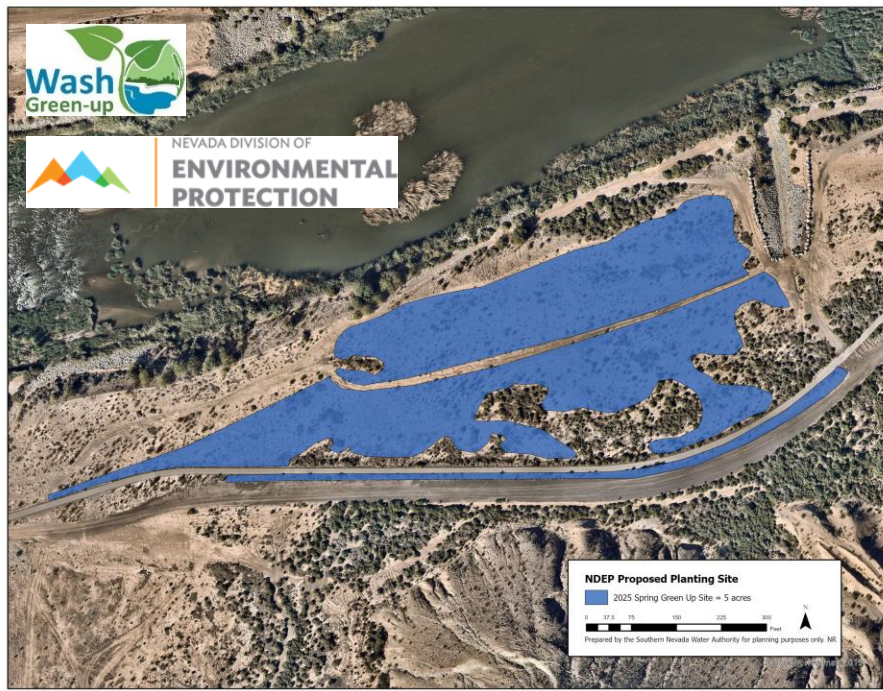 Wash
Green-up
NEVADA DIVISION OF
ENVIRONMENTAL
PROTECTION
NDEP Proposed Planting Site
2025 Spring Green Up Site = 5 acres
0 37.5 75 150 225 300
Feet
N
Prepared by the Southern Nevada Water Authority for planning purposes only. NR